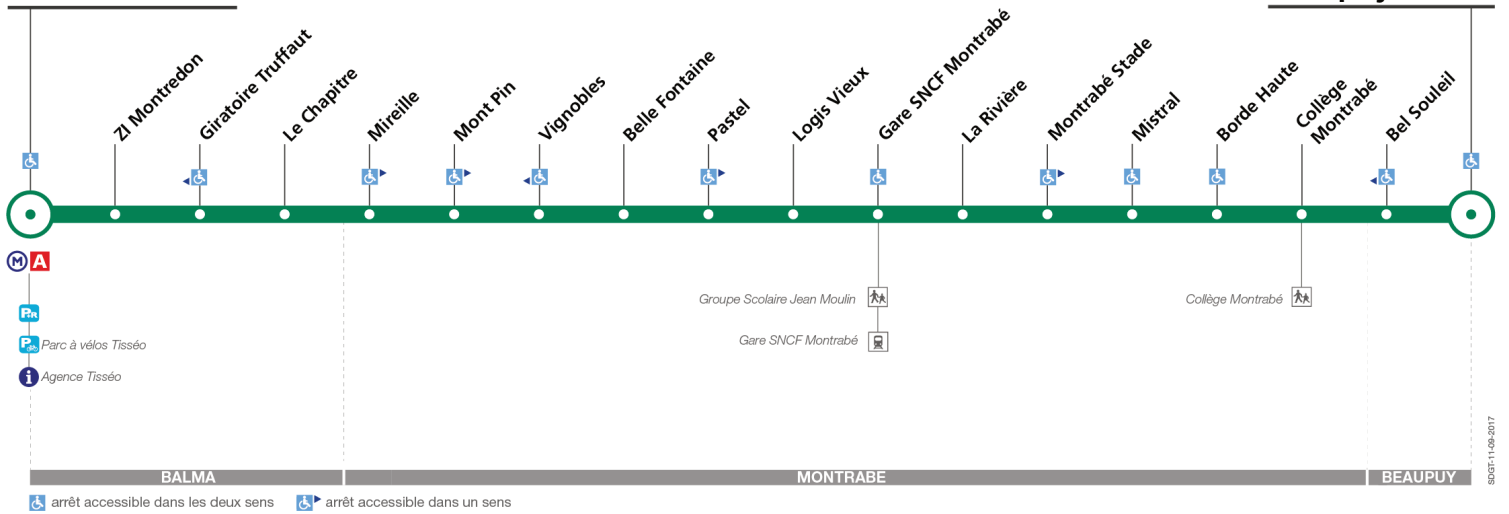 ZI Montredon
Giratoire Truffaut
Le Chapitre
Mireille
Mont Pin
Vignobles
Belle Fontaine
Pastel
Logis Vieux
Gare SNCF Montrabé
La Rivière
Montrabé Stade
Mistral
Borde Haute
Collège
Montrabé
Bel Souleil
M A
P+R
Parc à vélos Tisséo
Agence Tisséo
Groupe Scolaire Jean Moulin
Gare SNCF Montrabé
Collège Montrabé
BALMA
MONTRABE
BEAUPUY
arrêt accessible dans les deux sens
arrêt accessible dans un sens
SDGT-11-09-2017